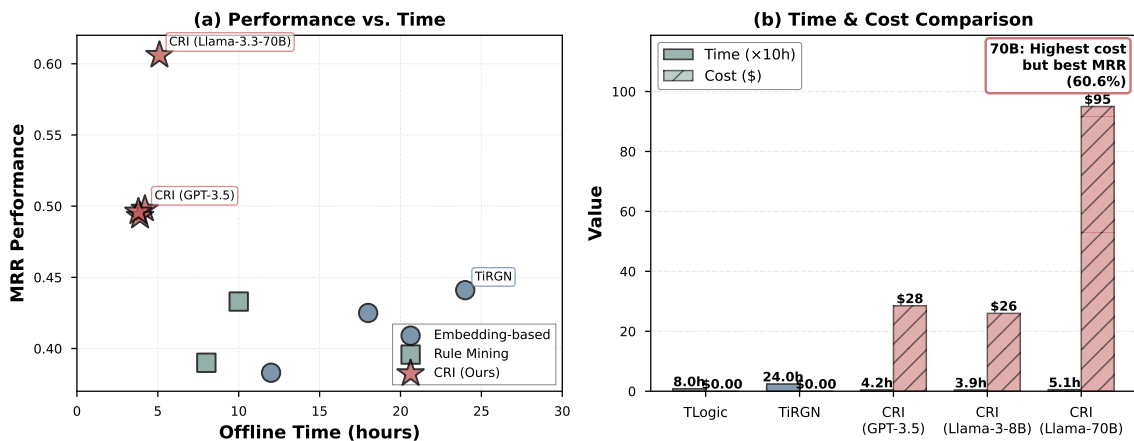 (a) Performance vs. Time
MRR Performance
0.60
0.55
0.50
0.45
0.40
CRI (Llama-3.3-70B)
CRI (GPT-3.5)
TiRGN
Embedding-based
Rule Mining
CRI (Ours)
0 5 10 15 20 25 30
Offline Time (hours)
(b) Time & Cost Comparison
Value
100
80
60
40
20
0
Time (×10h)
Cost ($)
70B: Highest cost
but best MRR
(60.6%)
8.0h $0.00 24.0h $0.00 4.2h $28 3.9h $26 5.1h $95
TLogic TiRGN CRI CRI CRI
(GPT-3.5) (Llama-3-8B) (Llama-70B)